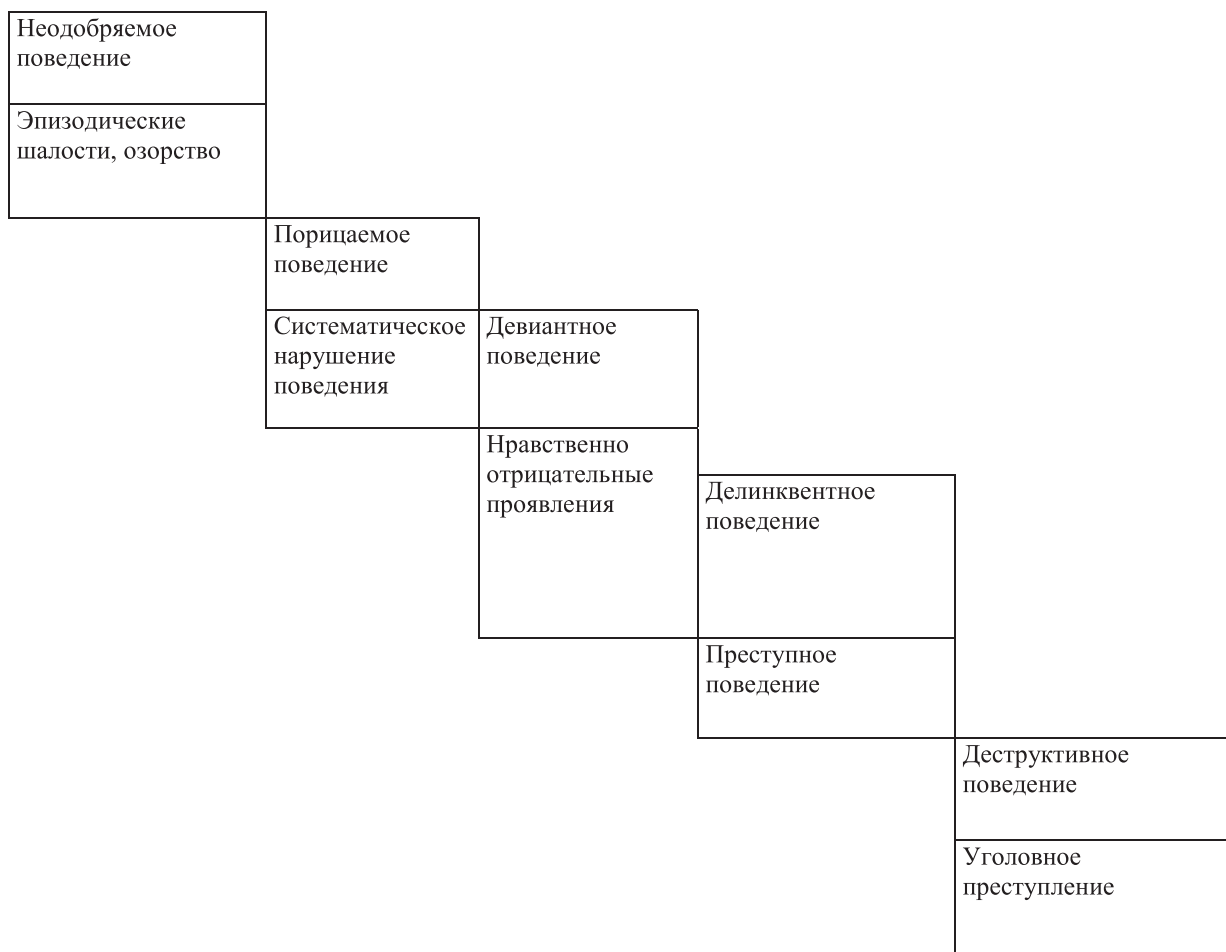 Неодобряемое
поведение
Эпизодические
шалости, озорство
Порицаемое
поведение
Систематическое
нарушение
поведения
Девиантное
поведение
Нравственно
отрицательные
проявления
Делинквентное
поведение
Преступное
поведение
Деструктивное
поведение
Уголовное
преступление